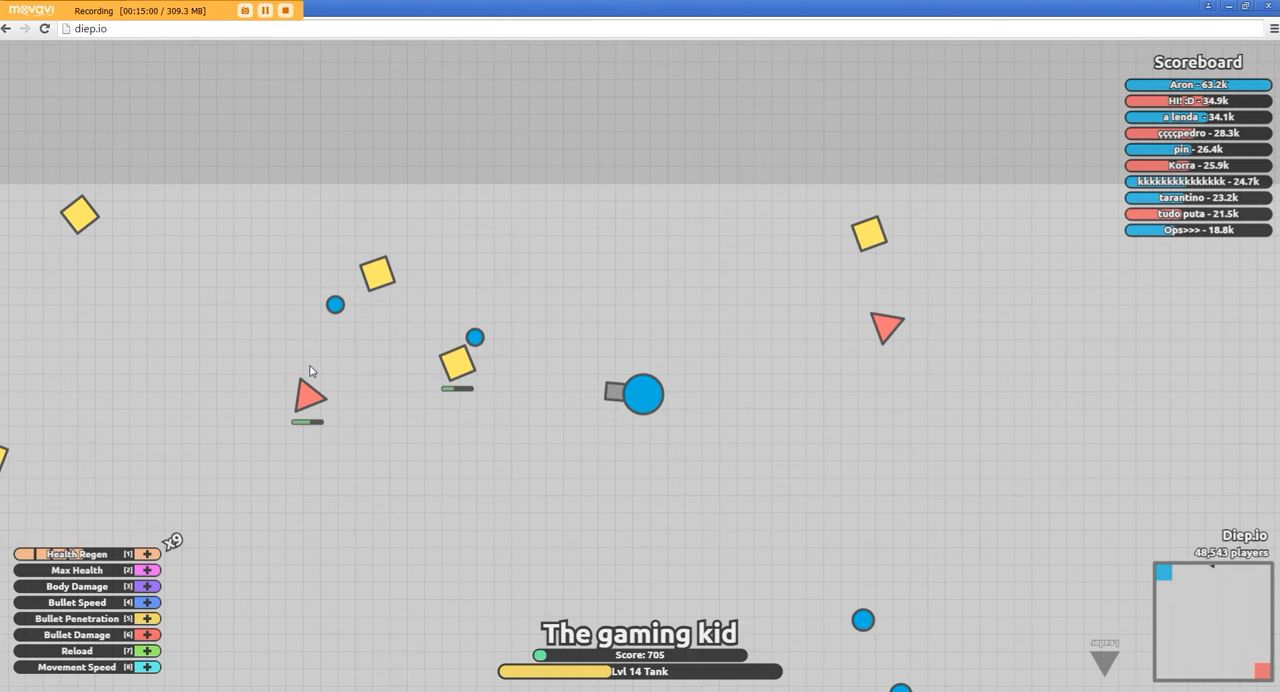 movavi Recording [00:15:00 / 309.3 MB]
diep.io
Scoreboard
Aron - 63.2k
HI! :D - 34.9k
a lenda - 34.1k
ççççpedro - 28.3k
pin - 26.4k
Korra - 25.9k
kkkkkkkkkkkkkkk - 24.7k
tarantino - 23.2k
tudo puta - 21.5k
Ops>>> - 18.8k
x9
Health Regen [1] +
Max Health [2] +
Body Damage [3] +
Bullet Speed [4] +
Bullet Penetration [5] +
Bullet Damage [6] +
Reload [7] +
Movement Speed [8] +
The gaming kid
Score: 705
Lvl 14 Tank
Diep.io
48,543 players
Leader